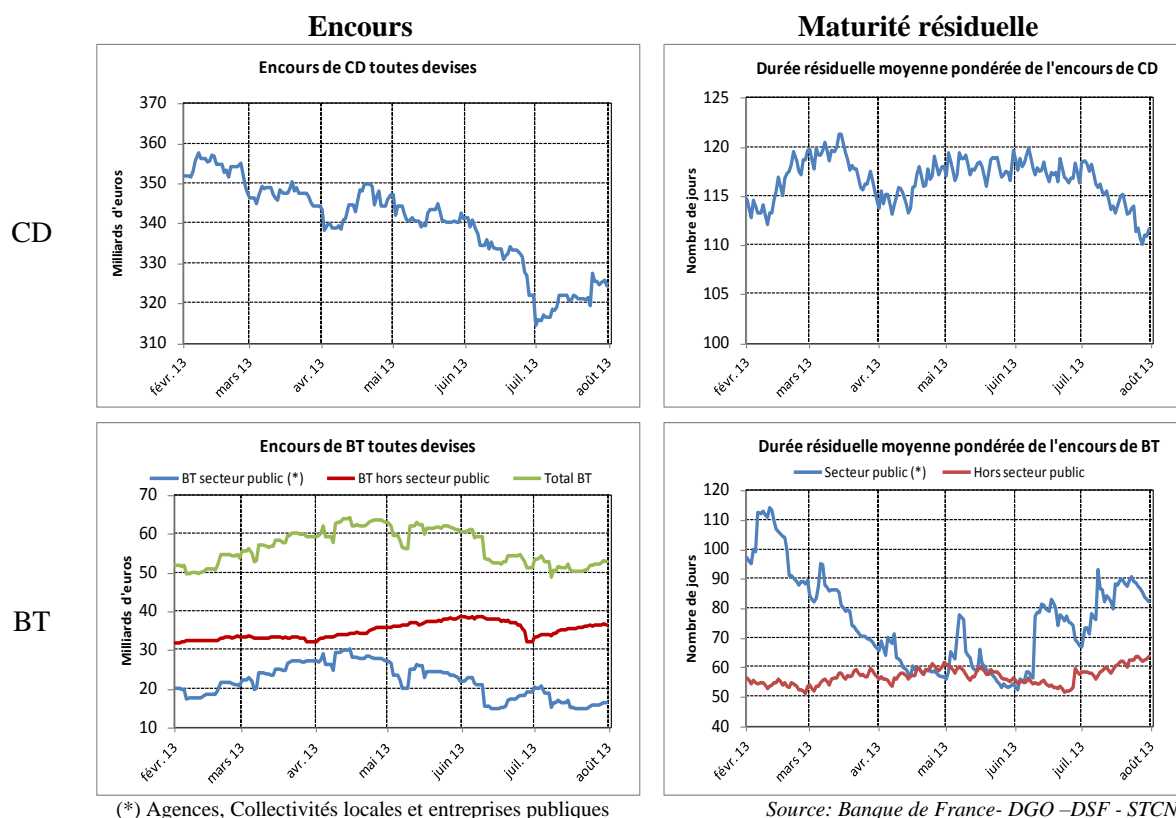 Encours
Maturité résiduelle
CD
Encours de CD toutes devises
Milliards d'euros
370
360
350
340
330
320
310
févr. 13
mars 13
avr. 13
mai 13
juin 13
juil. 13
août 13
Durée résiduelle moyenne pondérée de l'encours de CD
Nombre de jours
125
120
115
110
105
100
févr. 13
mars 13
avr. 13
mai 13
juin 13
juil. 13
août 13
BT
Encours de BT toutes devises
BT secteur public (*)
BT hors secteur public
Total BT
Milliards d'euros
70
60
50
40
30
20
10
févr. 13
mars 13
avr. 13
mai 13
juin 13
juil. 13
août 13
Durée résiduelle moyenne pondérée de l'encours de BT
Secteur public (*)
Hors secteur public
Nombre de jours
120
110
100
90
80
70
60
50
40
févr. 13
mars 13
avr. 13
mai 13
juin 13
juil. 13
août 13
(*) Agences, Collectivités locales et entreprises publiques
Source: Banque de France- DGO –DSF - STCN